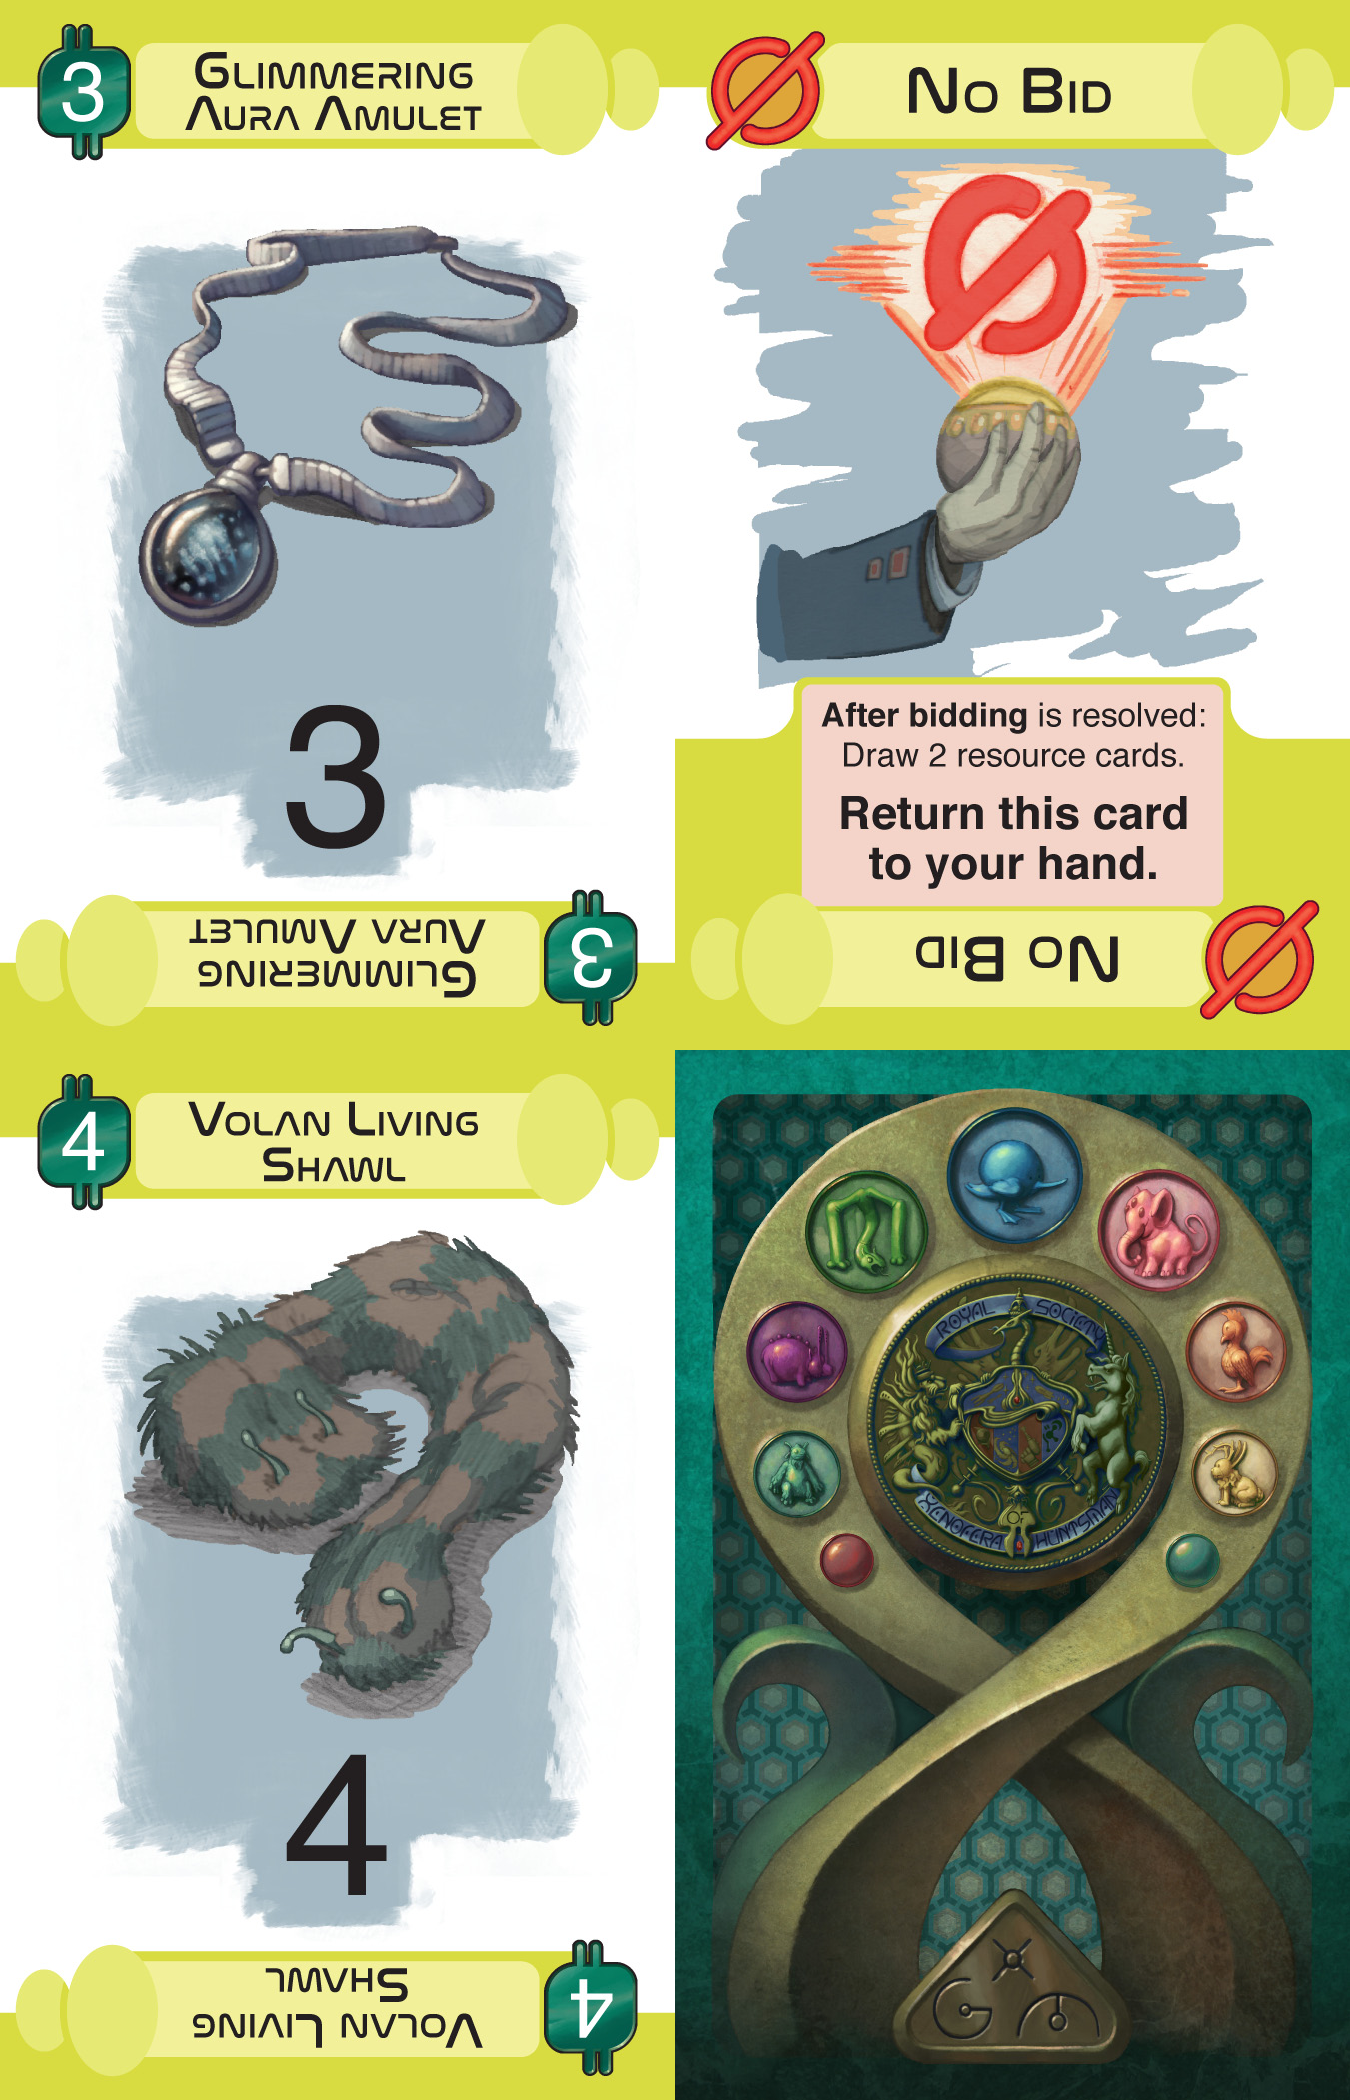 3
Glimmering
Aura Amulet
3
Glimmering
Aura Amulet
3
No Bid
After bidding is resolved:
Draw 2 resource cards.
Return this card
to your hand.
No Bid
4
Volan Living
Shawl
4
Volan Living
Shawl
4
ROYAL SOCIETY
OF
XENOFERA HUNTSMAN